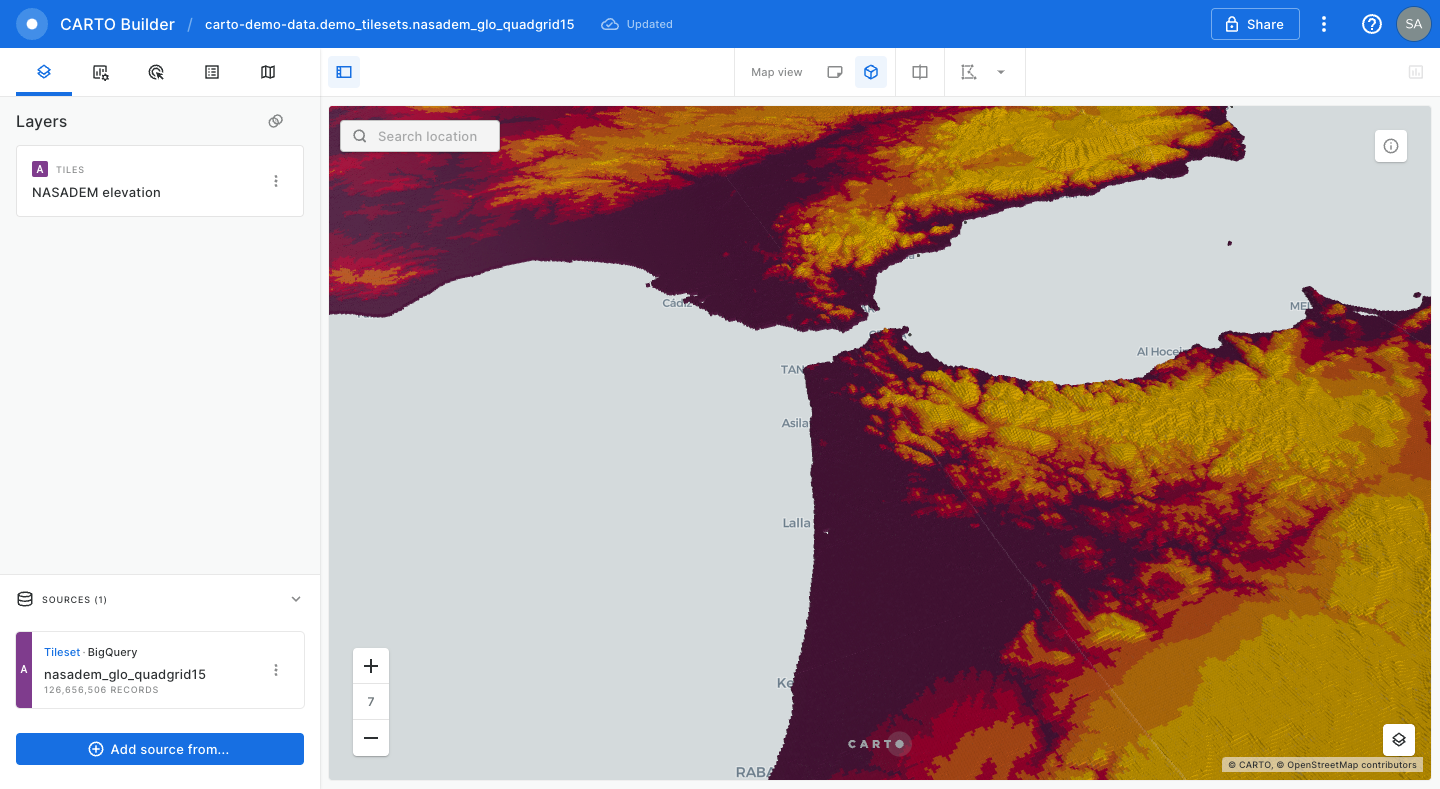 CARTO Builder / carto-demo-data.demo_tilesets.nasadem_glo_quadgrid15 Updated Share SA
Map view
Layers
A TILES
NASADEM elevation
SOURCES (1)
A
Tileset · BigQuery
nasadem_glo_quadgrid15
126,656,506 RECORDS
Add source from...
Search location
Cádiz
MEL
Al Hocei
TAN
Asila
Lalla
Ke
RABA
7
CARTO
© CARTO, © OpenStreetMap contributors